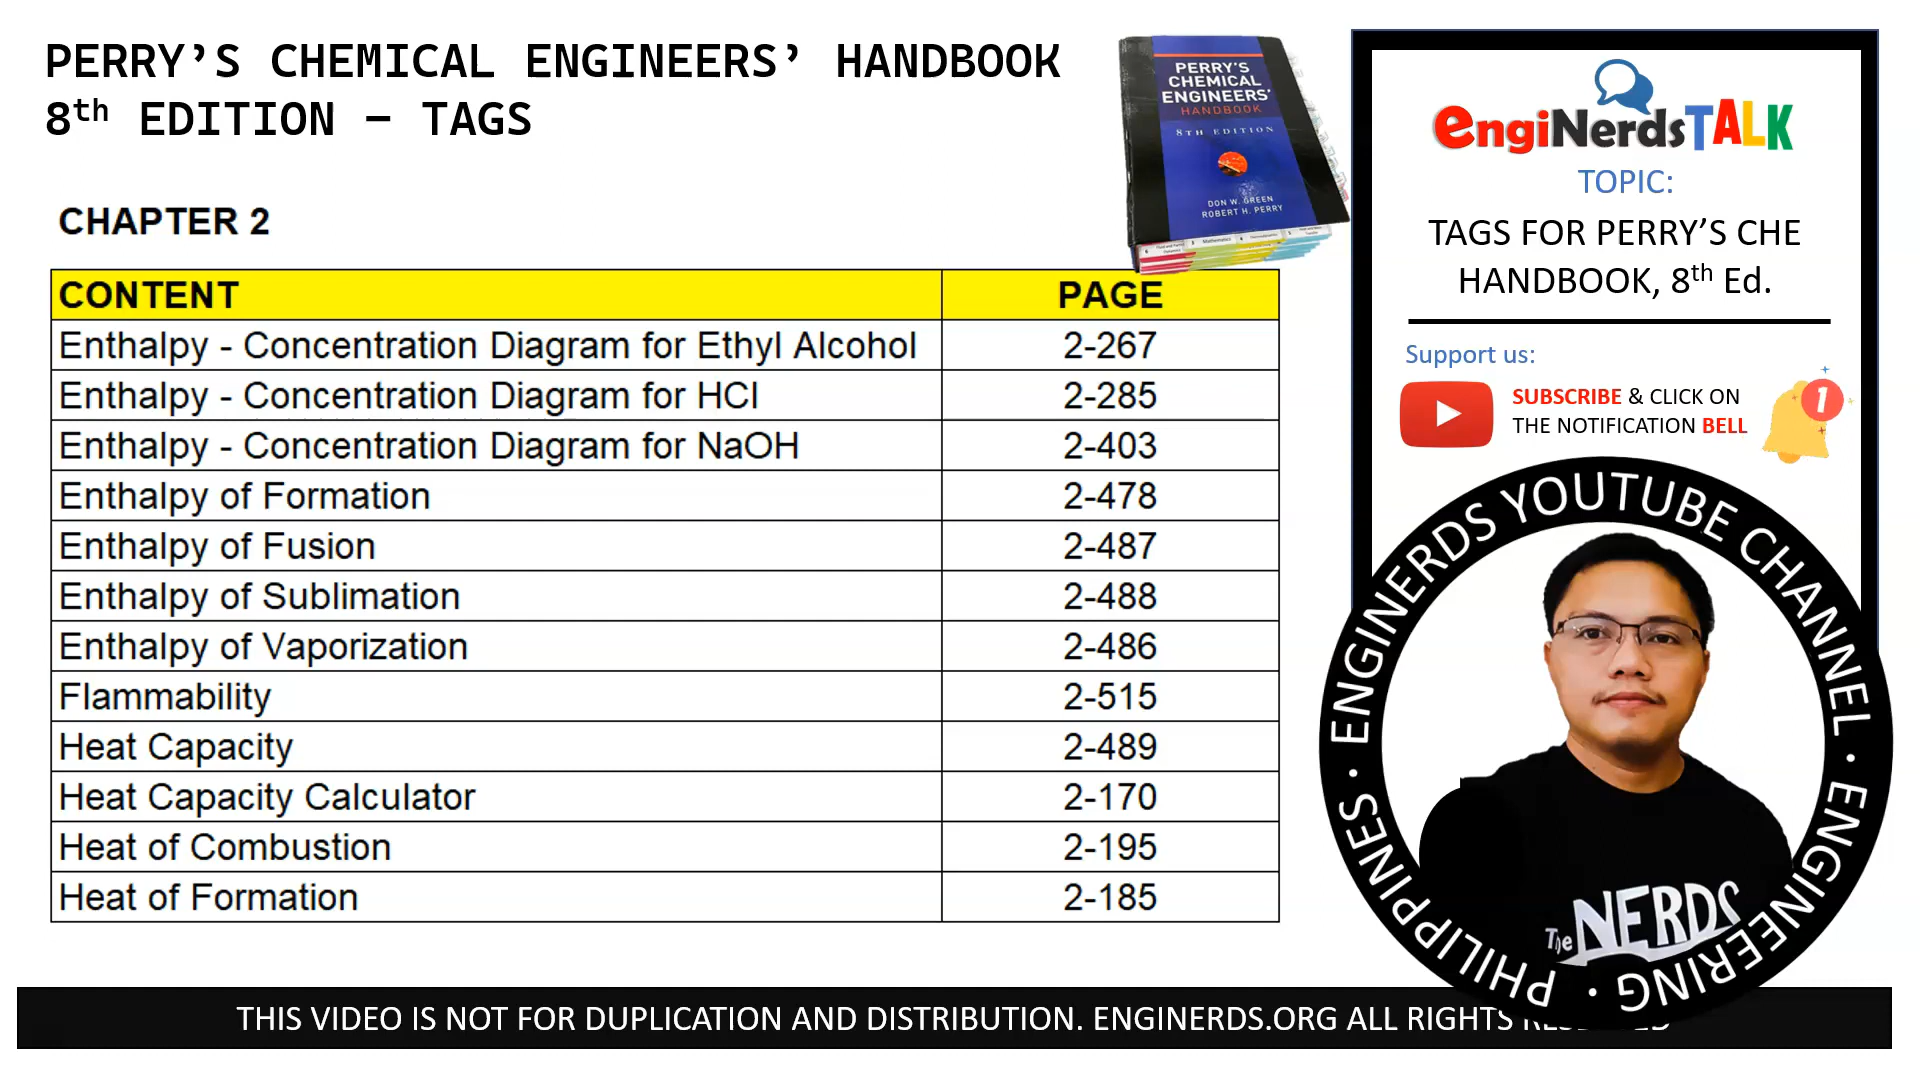 PERRY’S CHEMICAL ENGINEERS’ HANDBOOK
8th EDITION – TAGS
CHAPTER 2
CONTENT PAGE
Enthalpy - Concentration Diagram for Ethyl Alcohol 2-267
Enthalpy - Concentration Diagram for HCl 2-285
Enthalpy - Concentration Diagram for NaOH 2-403
Enthalpy of Formation 2-478
Enthalpy of Fusion 2-487
Enthalpy of Sublimation 2-488
Enthalpy of Vaporization 2-486
Flammability 2-515
Heat Capacity 2-489
Heat Capacity Calculator 2-170
Heat of Combustion 2-195
Heat of Formation 2-185
PERRY'S
CHEMICAL
ENGINEERS'
HANDBOOK
8TH EDITION
DON W. GREEN
ROBERT H. PERRY
Mathematics
engiNerdsTALK
TOPIC:
TAGS FOR PERRY’S CHE
HANDBOOK, 8th Ed.
Support us:
SUBSCRIBE & CLICK ON
THE NOTIFICATION BELL
1
ENGINERDS YOUTUBE CHANNEL · ENGINEERING · PHILIPPINES ·
The NERDS
THIS VIDEO IS NOT FOR DUPLICATION AND DISTRIBUTION. ENGINERDS.ORG ALL RIGHTS